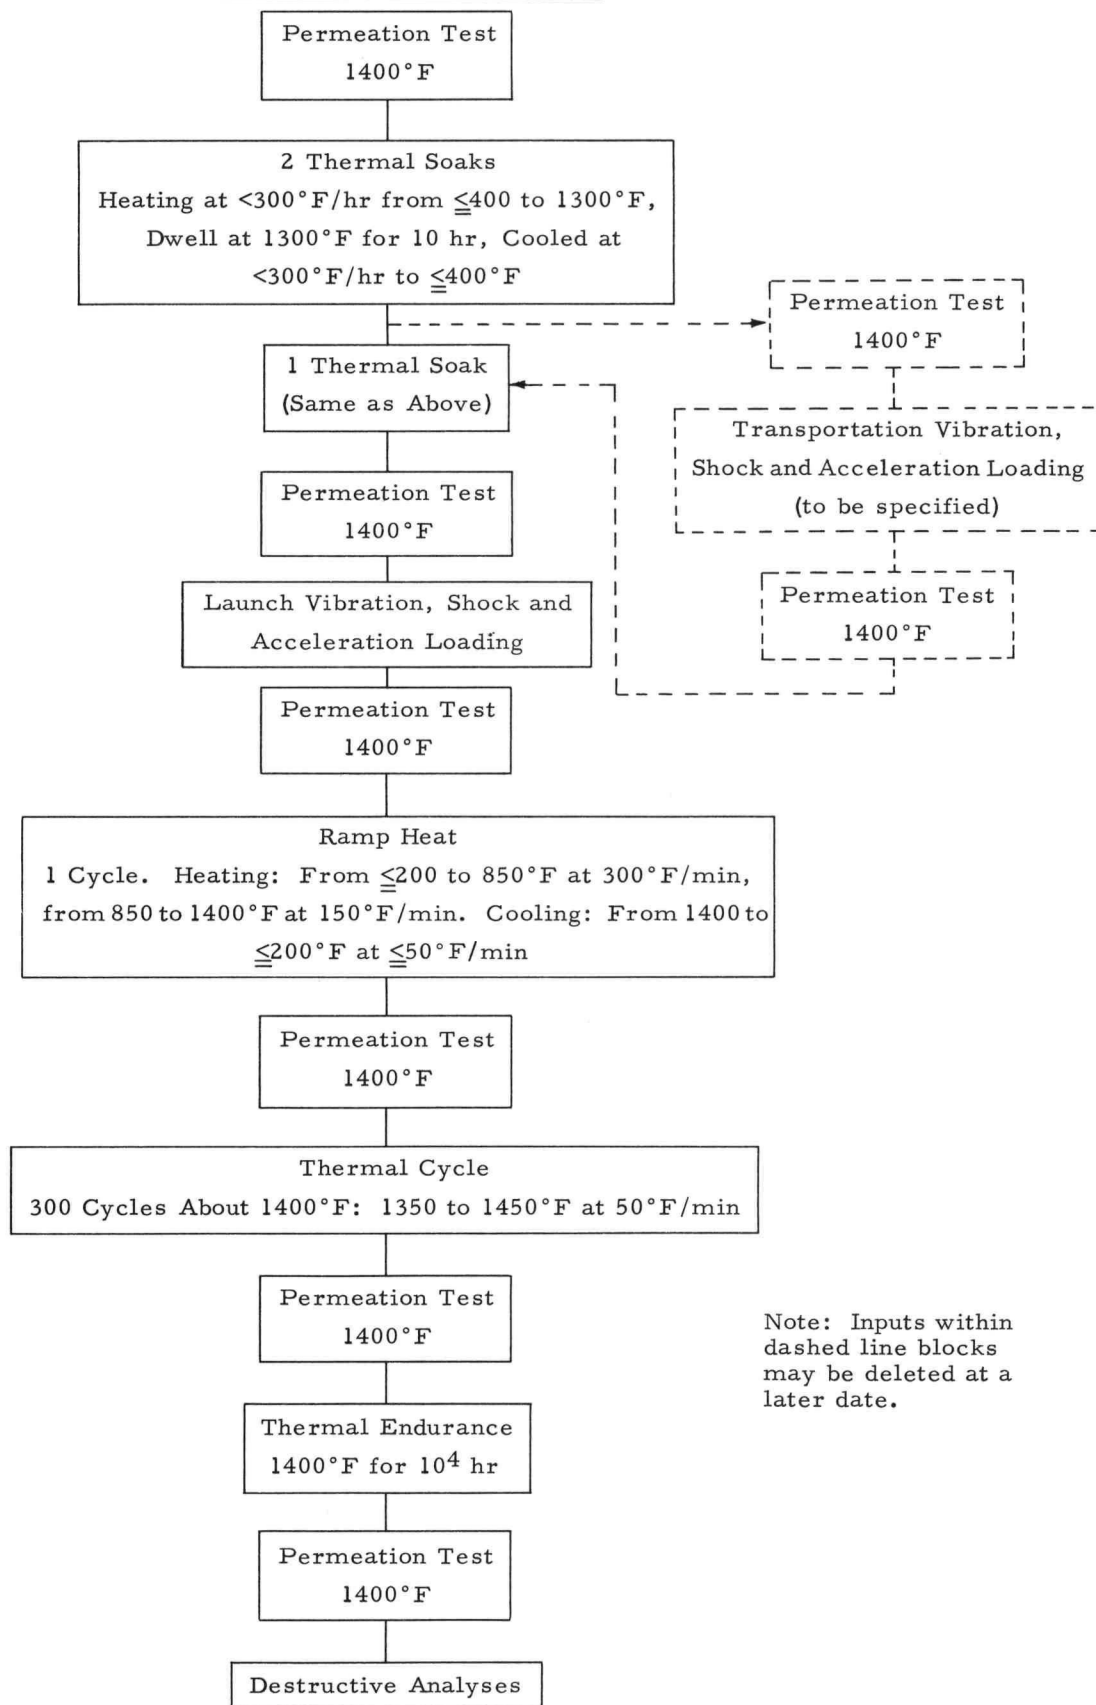 Permeation Test
1400°F
2 Thermal Soaks
Heating at <300°F/hr from ≦400 to 1300°F,
Dwell at 1300°F for 10 hr, Cooled at
<300°F/hr to ≦400°F
1 Thermal Soak
(Same as Above)
Permeation Test
1400°F
Transportation Vibration,
Shock and Acceleration Loading
(to be specified)
Permeation Test
1400°F
Permeation Test
1400°F
Launch Vibration, Shock and
Acceleration Loading
Permeation Test
1400°F
Ramp Heat
1 Cycle. Heating: From ≦200 to 850°F at 300°F/min,
from 850 to 1400°F at 150°F/min. Cooling: From 1400 to
≦200°F at ≦50°F/min
Permeation Test
1400°F
Thermal Cycle
300 Cycles About 1400°F: 1350 to 1450°F at 50°F/min
Permeation Test
1400°F
Note: Inputs within
dashed line blocks
may be deleted at a
later date.
Thermal Endurance
1400°F for 10⁴ hr
Permeation Test
1400°F
Destructive Analyses